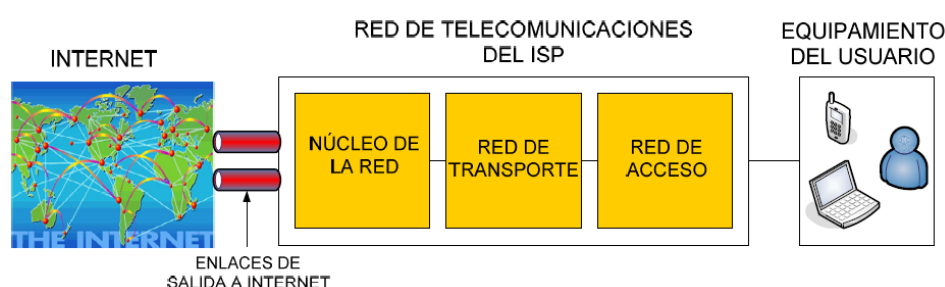 INTERNET
RED DE TELECOMUNICACIONES
DEL ISP
EQUIPAMIENTO
DEL USUARIO
NÚCLEO DE
LA RED
RED DE
TRANSPORTE
RED DE
ACCESO
THE INTERNET
ENLACES DE
SALIDA A INTERNET